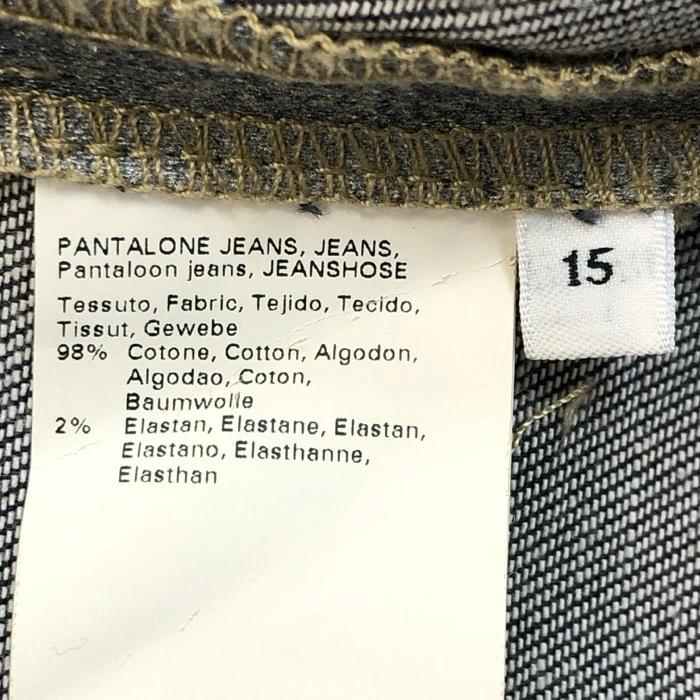 PANTALONE JEANS, JEANS,
Pantaloon jeans, JEANSHOSE
Tessuto, Fabric, Tejido, Tecido,
Tissut, Gewebe
98% Cotone, Cotton, Algodon,
Algodao, Coton,
Baumwolle
2% Elastan, Elastane, Elastan,
Elastano, Elasthanne,
Elasthan
15